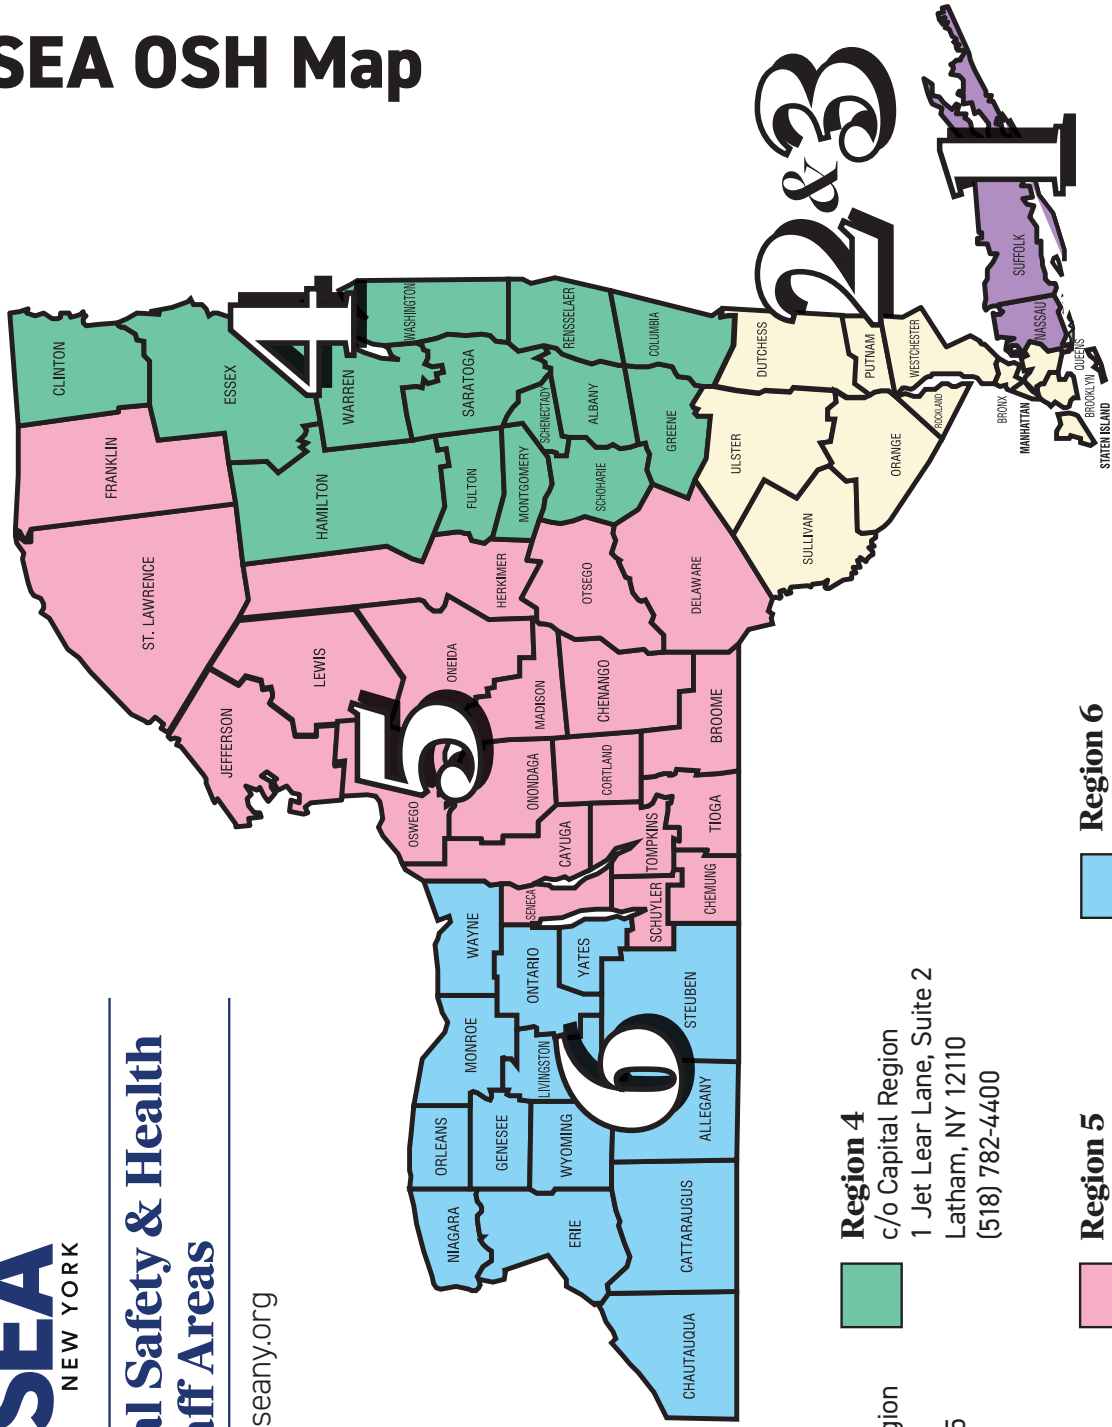 SEA OSH Map
SEA
NEW YORK
al Safety & Health
aff Areas
seany.org
CLINTON
FRANKLIN
ESSEX
ST. LAWRENCE
HAMILTON
WARREN
WASHINGTON
4
JEFFERSON
LEWIS
HERKIMER
FULTON
SARATOGA
MONTGOMERY
SCHENECTADY
RENSSELAER
ALBANY
SCHOHARIE
COLUMBIA
GREENE
OSWEGO
ONEIDA
5
ONONDAGA
MADISON
OTSEGO
CAYUGA
CORTLAND
CHENANGO
DELAWARE
SENECA
TOMPKINS
SCHUYLER
TIOGA
BROOME
CHEMUNG
WAYNE
ONTARIO
YATES
MONROE
LIVINGSTON
STEUBEN
6
ORLEANS
GENESEE
WYOMING
ALLEGANY
NIAGARA
ERIE
CATTARAUGUS
CHAUTAUQUA
DUTCHESS
ULSTER
SULLIVAN
ORANGE
PUTNAM
WESTCHESTER
ROCKLAND
2 & 3
BRONX
MANHATTAN
QUEENS
BROOKLYN
STATEN ISLAND
NASSAU
SUFFOLK
1
gion
5
Region 4
c/o Capital Region
1 Jet Lear Lane, Suite 2
Latham, NY 12110
(518) 782-4400
Region 5
Region 6